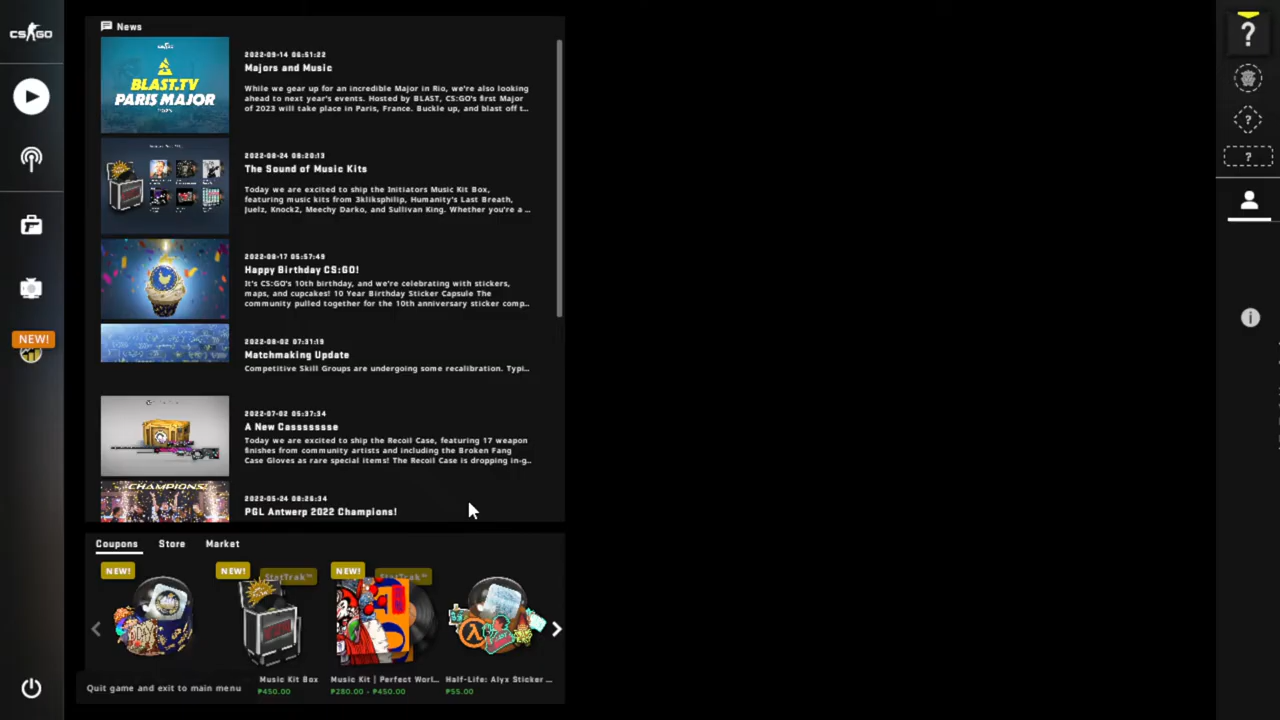 CS:GO
News
2022-09-14 06:51:22
Majors and Music
While we gear up for an incredible Major in Rio, we're also looking
ahead to next year's events. Hosted by BLAST, CS:GO's first Major
of 2023 will take place in Paris, France. Buckle up, and blast off t...
BLAST.TV
PARIS MAJOR
2022-08-24 08:20:13
The Sound of Music Kits
Today we are excited to ship the Initiators Music Kit Box,
featuring music kits from 3kliksphilip, Humanity's Last Breath,
Juelz, Knock2, Meechy Darko, and Sullivan King. Whether you're a ...
2022-08-17 05:57:49
Happy Birthday CS:GO!
It's CS:GO's 10th birthday, and we're celebrating with stickers,
maps, and cupcakes! 10 Year Birthday Sticker Capsule The
community pulled together for the 10th anniversary sticker comp...
NEW!
2022-08-02 07:31:19
Matchmaking Update
Competitive Skill Groups are undergoing some recalibration. Typi...
2022-07-02 05:37:34
A New Casssssse
Today we are excited to ship the Recoil Case, featuring 17 weapon
finishes from community artists and including the Broken Fang
Case Gloves as rare special items! The Recoil Case is dropping in-g...
CHAMPIONS!
2022-05-24 08:26:34
PGL Antwerp 2022 Champions!
Coupons Store Market
NEW! NEW! StatTrak™ NEW! StatTrak™
Quit game and exit to main menu
Music Kit Box Music Kit | Perfect Worl... Half-Life: Alyx Sticker ...
₱450.00 ₱280.00 - ₱450.00 ₱55.00